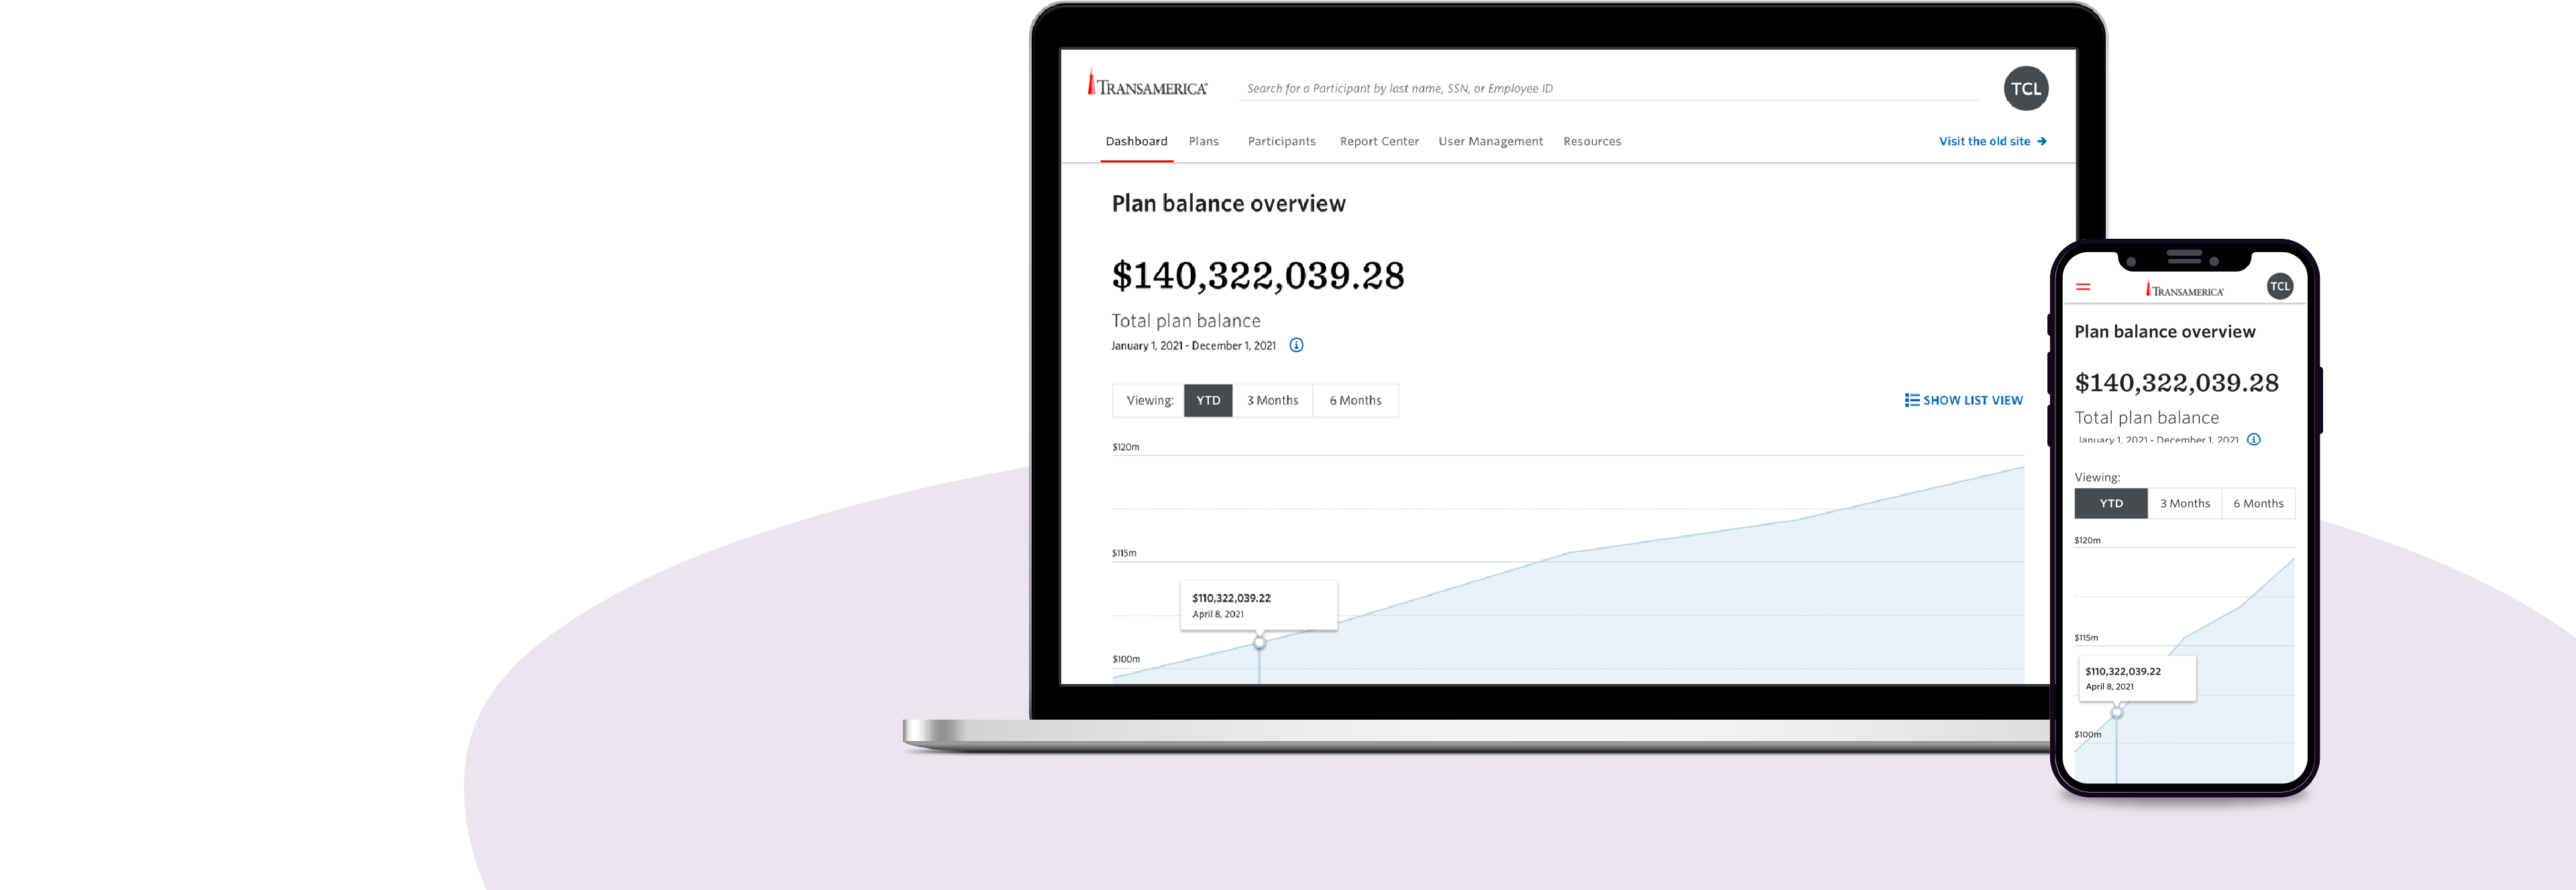 TRANSAMERICA®
Search for a Participant by last name, SSN, or Employee ID
TCL
Dashboard Plans Participants Report Center User Management Resources
Visit the old site
Plan balance overview
$140,322,039.28
Total plan balance
January 1, 2021 - December 1, 2021
Viewing: YTD 3 Months 6 Months
SHOW LIST VIEW
$120m
$115m
$110,322,039.22
April 8, 2021
$100m
TRANSAMERICA®
TCL
Plan balance overview
$140,322,039.28
Total plan balance
January 1, 2021 - December 1, 2021
Viewing:
YTD 3 Months 6 Months
$120m
$115m
$110,322,039.22
April 8, 2021
$100m